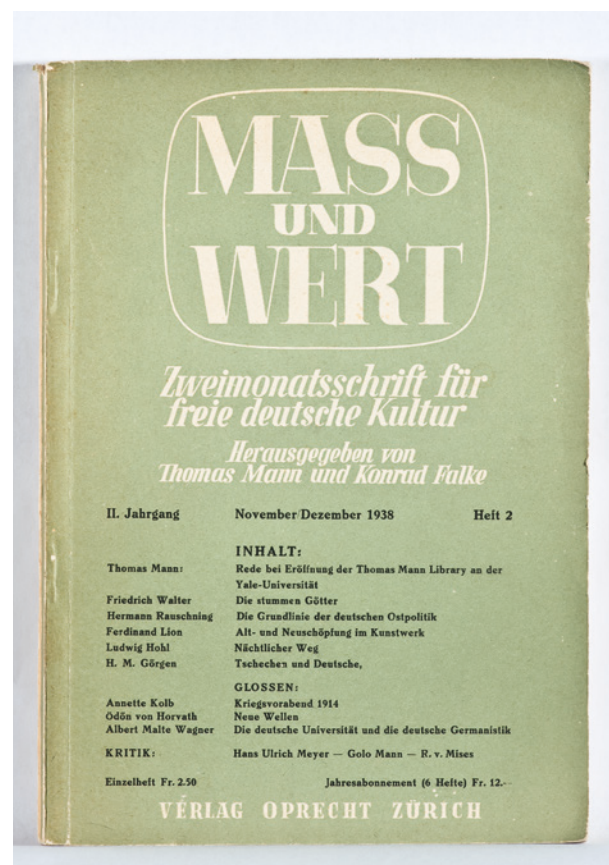 MASS
UND
WERT
Zweimonatsschrift für
freie deutsche Kultur
Herausgegeben von
Thomas Mann und Konrad Falke
II. Jahrgang November/Dezember 1938 Heft 2
INHALT:
Thomas Mann: Rede bei Eröffnung der Thomas Mann Library an der
Yale-Universität
Friedrich Walter Die stummen Götter
Hermann Rauschning Die Grundlinie der deutschen Ostpolitik
Ferdinand Lion Alt- und Neuschöpfung im Kunstwerk
Ludwig Hohl Nächtlicher Weg
H. M. Görgen Tschechen und Deutsche,
GLOSSEN:
Annette Kolb Kriegsvorabend 1914
Ödön von Horvath Neue Wellen
Albert Malte Wagner Die deutsche Universität und die deutsche Germanistik
KRITIK: Hans Ulrich Meyer — Golo Mann — R. v. Mises
Einzelheft Fr. 2.50 Jahresabonnement (6 Hefte) Fr. 12.--
VERLAG OPRECHT ZÜRICH